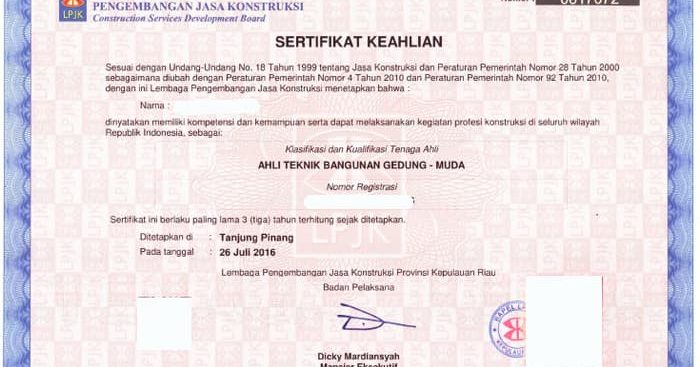 LPJK
PENGEMBANGAN JASA KONSTRUKSI
Construction Services Development Board
SERTIFIKAT KEAHLIAN
Sesuai dengan Undang-Undang No. 18 Tahun 1999 tentang Jasa Konstruksi dan Peraturan Pemerintah Nomor 28 Tahun 2000
sebagaimana diubah dengan Peraturan Pemerintah Nomor 4 Tahun 2010 dan Peraturan Pemerintah Nomor 92 Tahun 2010,
dengan ini Lembaga Pengembangan Jasa Konstruksi menetapkan bahwa :
Nama :
dinyatakan memiliki kompetensi dan kemampuan serta dapat melaksanakan kegiatan profesi konstruksi di seluruh wilayah
Republik Indonesia, sebagai:
Klasifikasi dan Kualifikasi Tenaga Ahli
AHLI TEKNIK BANGUNAN GEDUNG - MUDA
Nomor Registrasi
Sertifikat ini berlaku paling lama 3 (tiga) tahun terhitung sejak ditetapkan.
Ditetapkan di : Tanjung Pinang
Pada tanggal : 26 Juli 2016
LPJK
Lembaga Pengembangan Jasa Konstruksi Provinsi Kepulauan Riau
Badan Pelaksana
Dicky Mardiansyah
Manajer Eksekutif